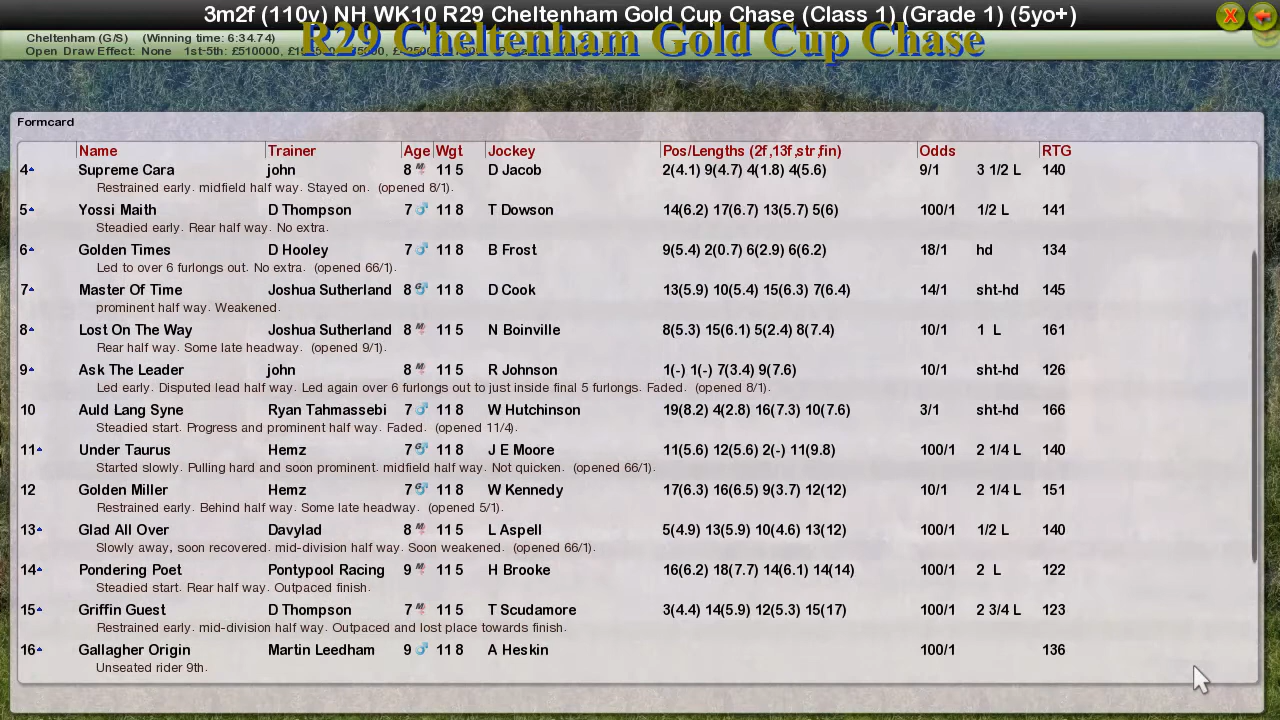 3m2f (110y) NH WK10 R29 Cheltenham Gold Cup Chase (Class 1) (Grade 1) (5yo+)
Cheltenham (G/S) (Winning time: 6:34.74)
R29 Cheltenham Gold Cup Chase
Open Draw Effect: None 1st-5th: £510000,
Formcard
Name Trainer Age Wgt Jockey Pos/Lengths (2f,13f,str,fin) Odds RTG
4 Supreme Cara john 8 11 5 D Jacob 2(4.1) 9(4.7) 4(1.8) 4(5.6) 9/1 3 1/2 L 140
Restrained early. midfield half way. Stayed on. (opened 8/1).
5 Yossi Maith D Thompson 7 11 8 T Dowson 14(6.2) 17(6.7) 13(5.7) 5(6) 100/1 1/2 L 141
Steadied early. Rear half way. No extra.
6 Golden Times D Hooley 7 11 8 B Frost 9(5.4) 2(0.7) 6(2.9) 6(6.2) 18/1 hd 134
Led to over 6 furlongs out. No extra. (opened 66/1).
7 Master Of Time Joshua Sutherland 8 11 8 D Cook 13(5.9) 10(5.4) 15(6.3) 7(6.4) 14/1 sht-hd 145
prominent half way. Weakened.
8 Lost On The Way Joshua Sutherland 8 11 5 N Boinville 8(5.3) 15(6.1) 5(2.4) 8(7.4) 10/1 1 L 161
Rear half way. Some late headway. (opened 9/1).
9 Ask The Leader john 8 11 5 R Johnson 1(-) 1(-) 7(3.4) 9(7.6) 10/1 sht-hd 126
Led early. Disputed lead half way. Led again over 6 furlongs out to just inside final 5 furlongs. Faded. (opened 8/1).
10 Auld Lang Syne Ryan Tahmassebi 7 11 8 W Hutchinson 19(8.2) 4(2.8) 16(7.3) 10(7.6) 3/1 sht-hd 166
Steadied start. Progress and prominent half way. Faded. (opened 11/4).
11 Under Taurus Hemz 7 11 8 J E Moore 11(5.6) 12(5.6) 2(-) 11(9.8) 100/1 2 1/4 L 140
Started slowly. Pulling hard and soon prominent. midfield half way. Not quicken. (opened 66/1).
12 Golden Miller Hemz 7 11 8 W Kennedy 17(6.3) 16(6.5) 9(3.7) 12(12) 10/1 2 1/4 L 151
Restrained early. Behind half way. Some late headway. (opened 5/1).
13 Glad All Over Davylad 8 11 5 L Aspell 5(4.9) 13(5.9) 10(4.6) 13(12) 100/1 1/2 L 140
Slowly away, soon recovered. mid-division half way. Soon weakened. (opened 66/1).
14 Pondering Poet Pontypool Racing 9 11 5 H Brooke 16(6.2) 18(7.7) 14(6.1) 14(14) 100/1 2 L 122
Steadied start. Rear half way. Outpaced finish.
15 Griffin Guest D Thompson 7 11 5 T Scudamore 3(4.4) 14(5.9) 12(5.3) 15(17) 100/1 2 3/4 L 123
Restrained early. mid-division half way. Outpaced and lost place towards finish.
16 Gallagher Origin Martin Leedham 9 11 8 A Heskin 100/1 136
Unseated rider 9th.